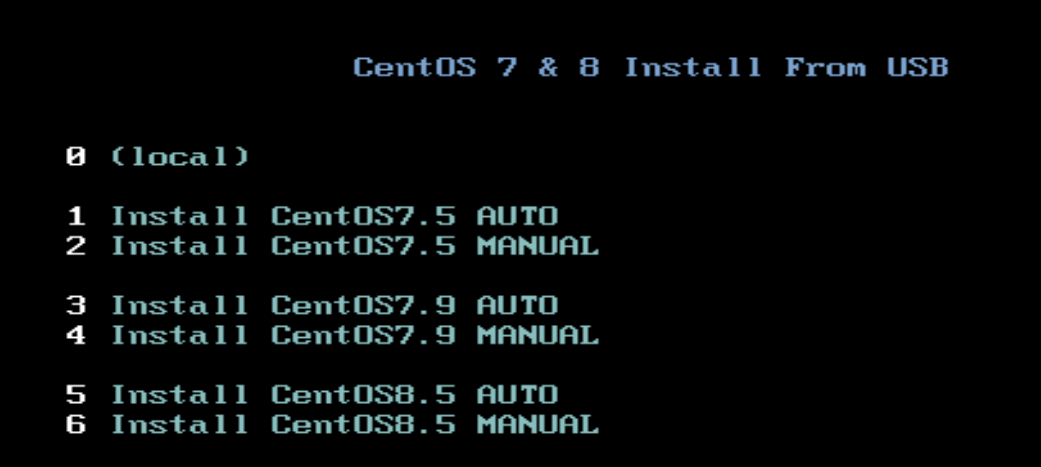 CentOS 7 & 8 Install From USB
0 (local)
1 Install CentOS7.5 AUTO
2 Install CentOS7.5 MANUAL
3 Install CentOS7.9 AUTO
4 Install CentOS7.9 MANUAL
5 Install CentOS8.5 AUTO
6 Install CentOS8.5 MANUAL